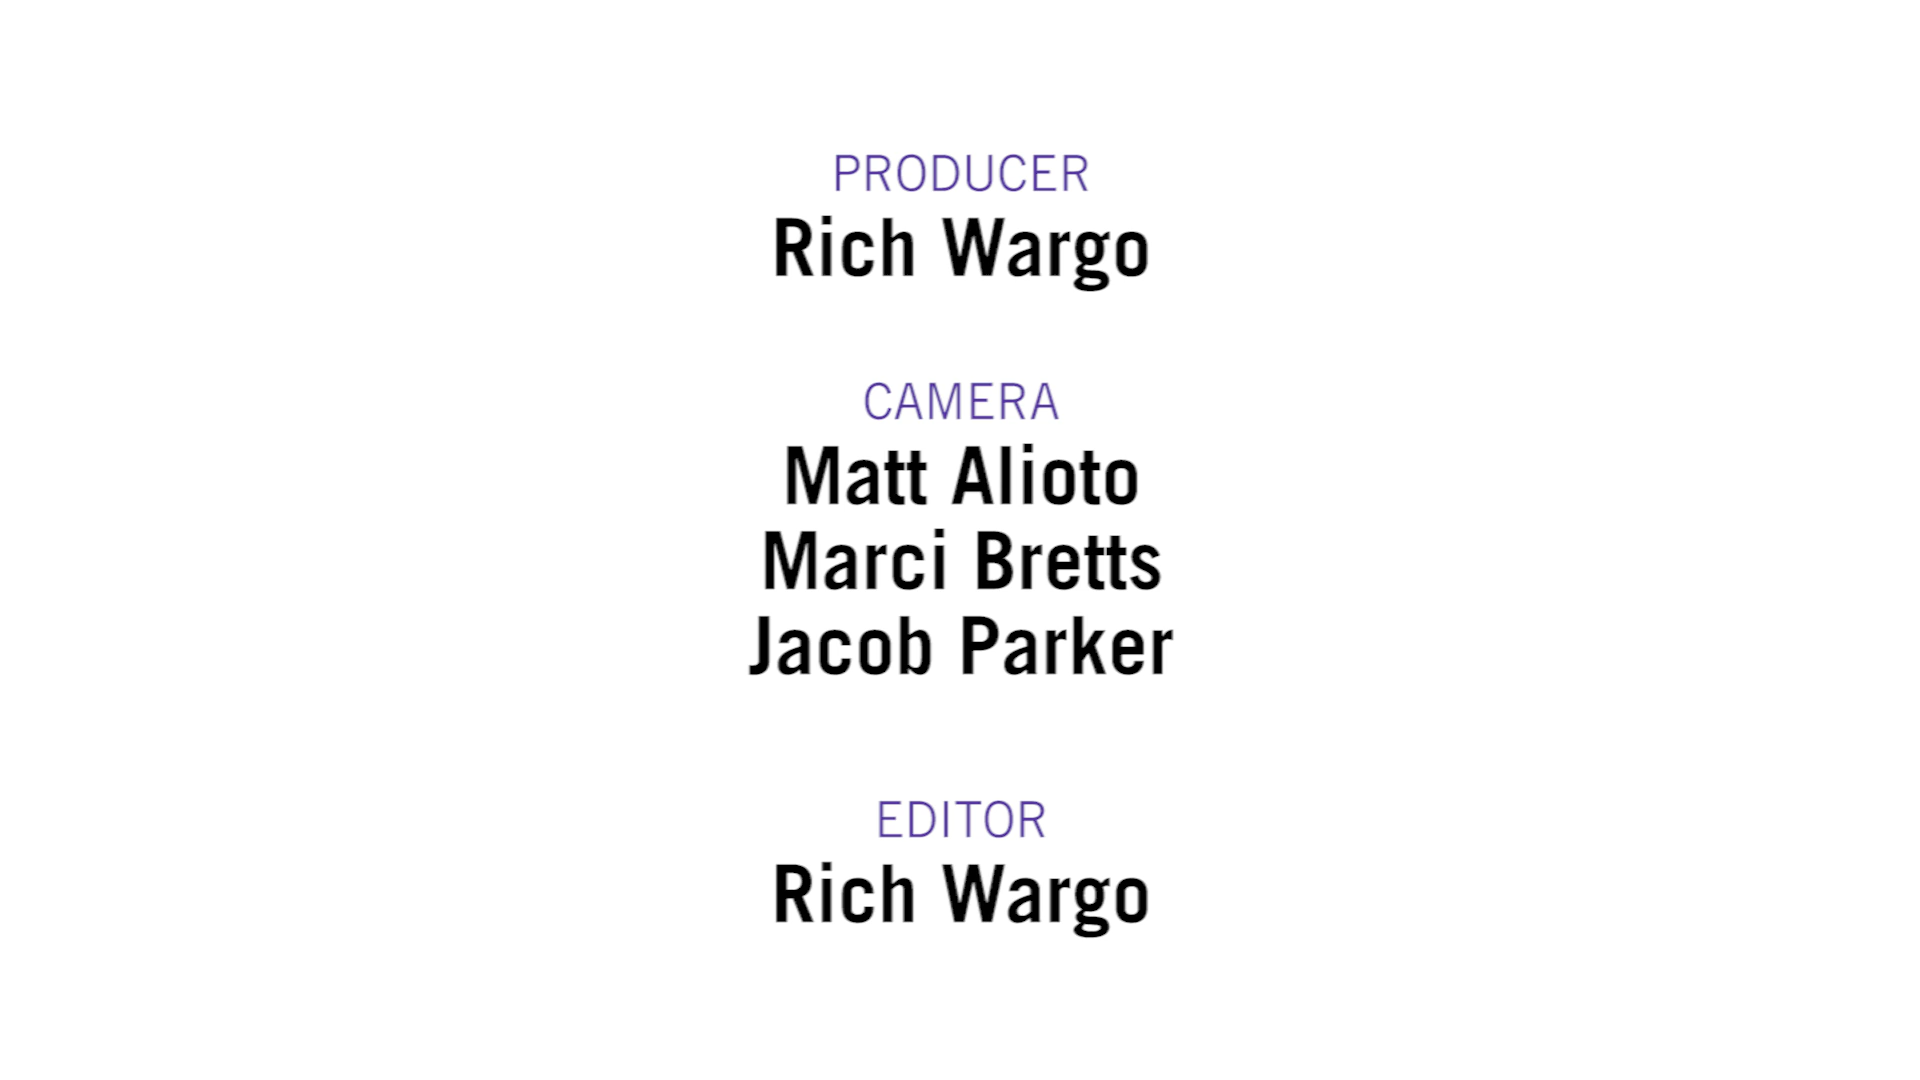 PRODUCER
Rich Wargo
CAMERA
Matt Alioto
Marci Bretts
Jacob Parker
EDITOR
Rich Wargo